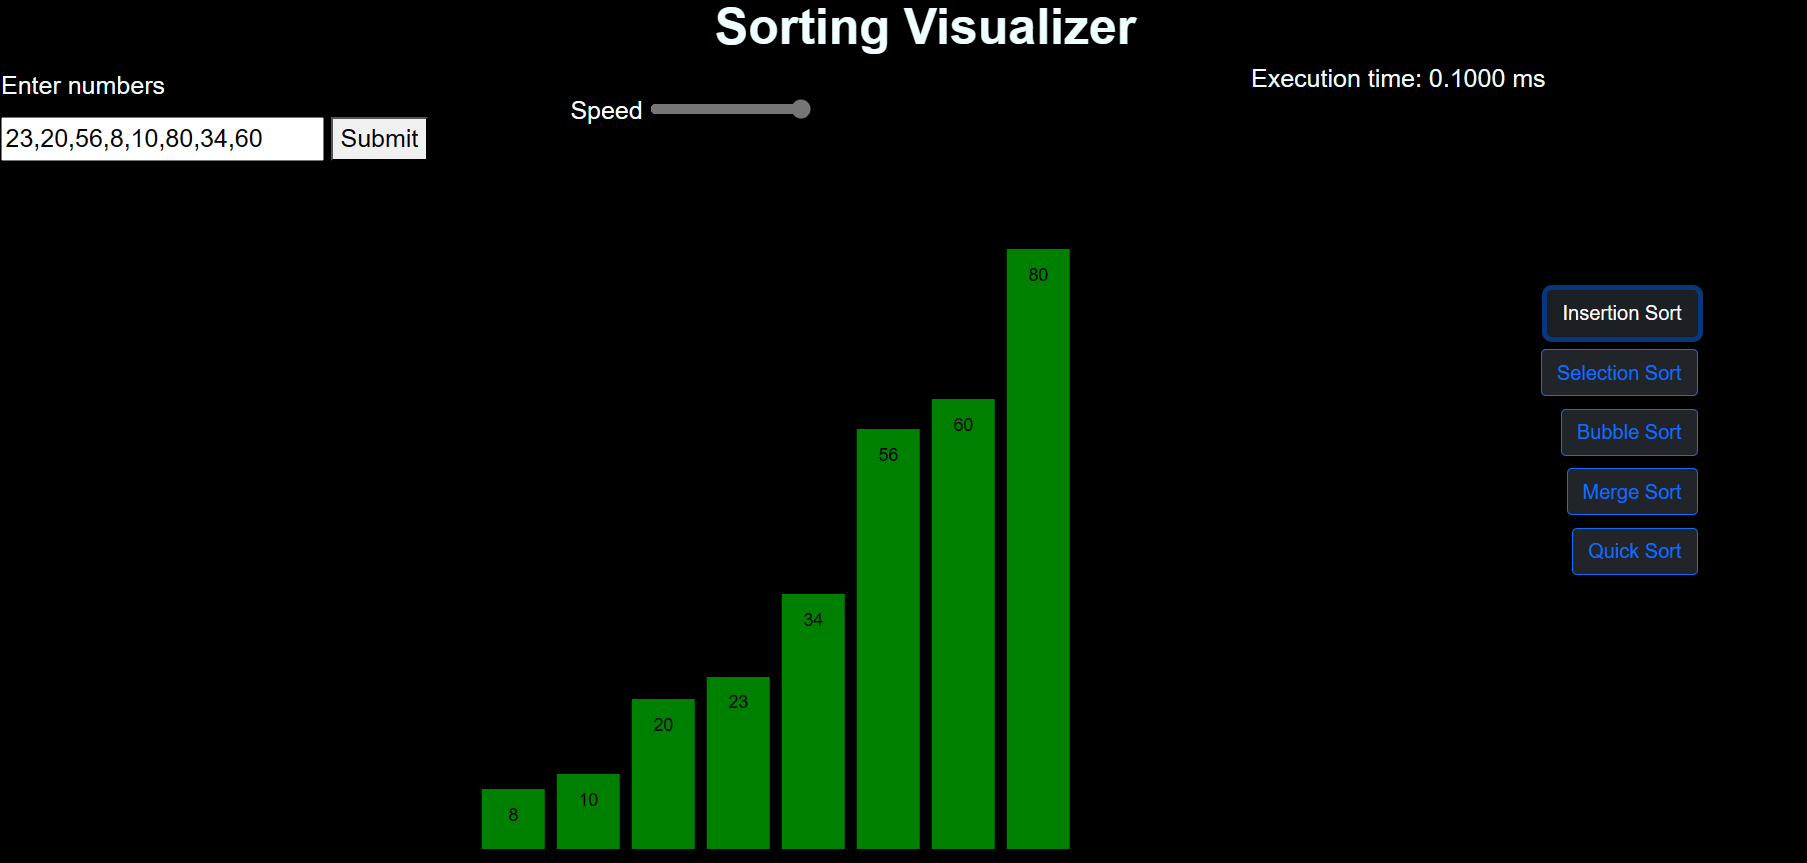 Sorting Visualizer
Enter numbers
23,20,56,8,10,80,34,60
Submit
Speed
Execution time: 0.1000 ms
8
10
20
23
34
56
60
80
Insertion Sort
Selection Sort
Bubble Sort
Merge Sort
Quick Sort